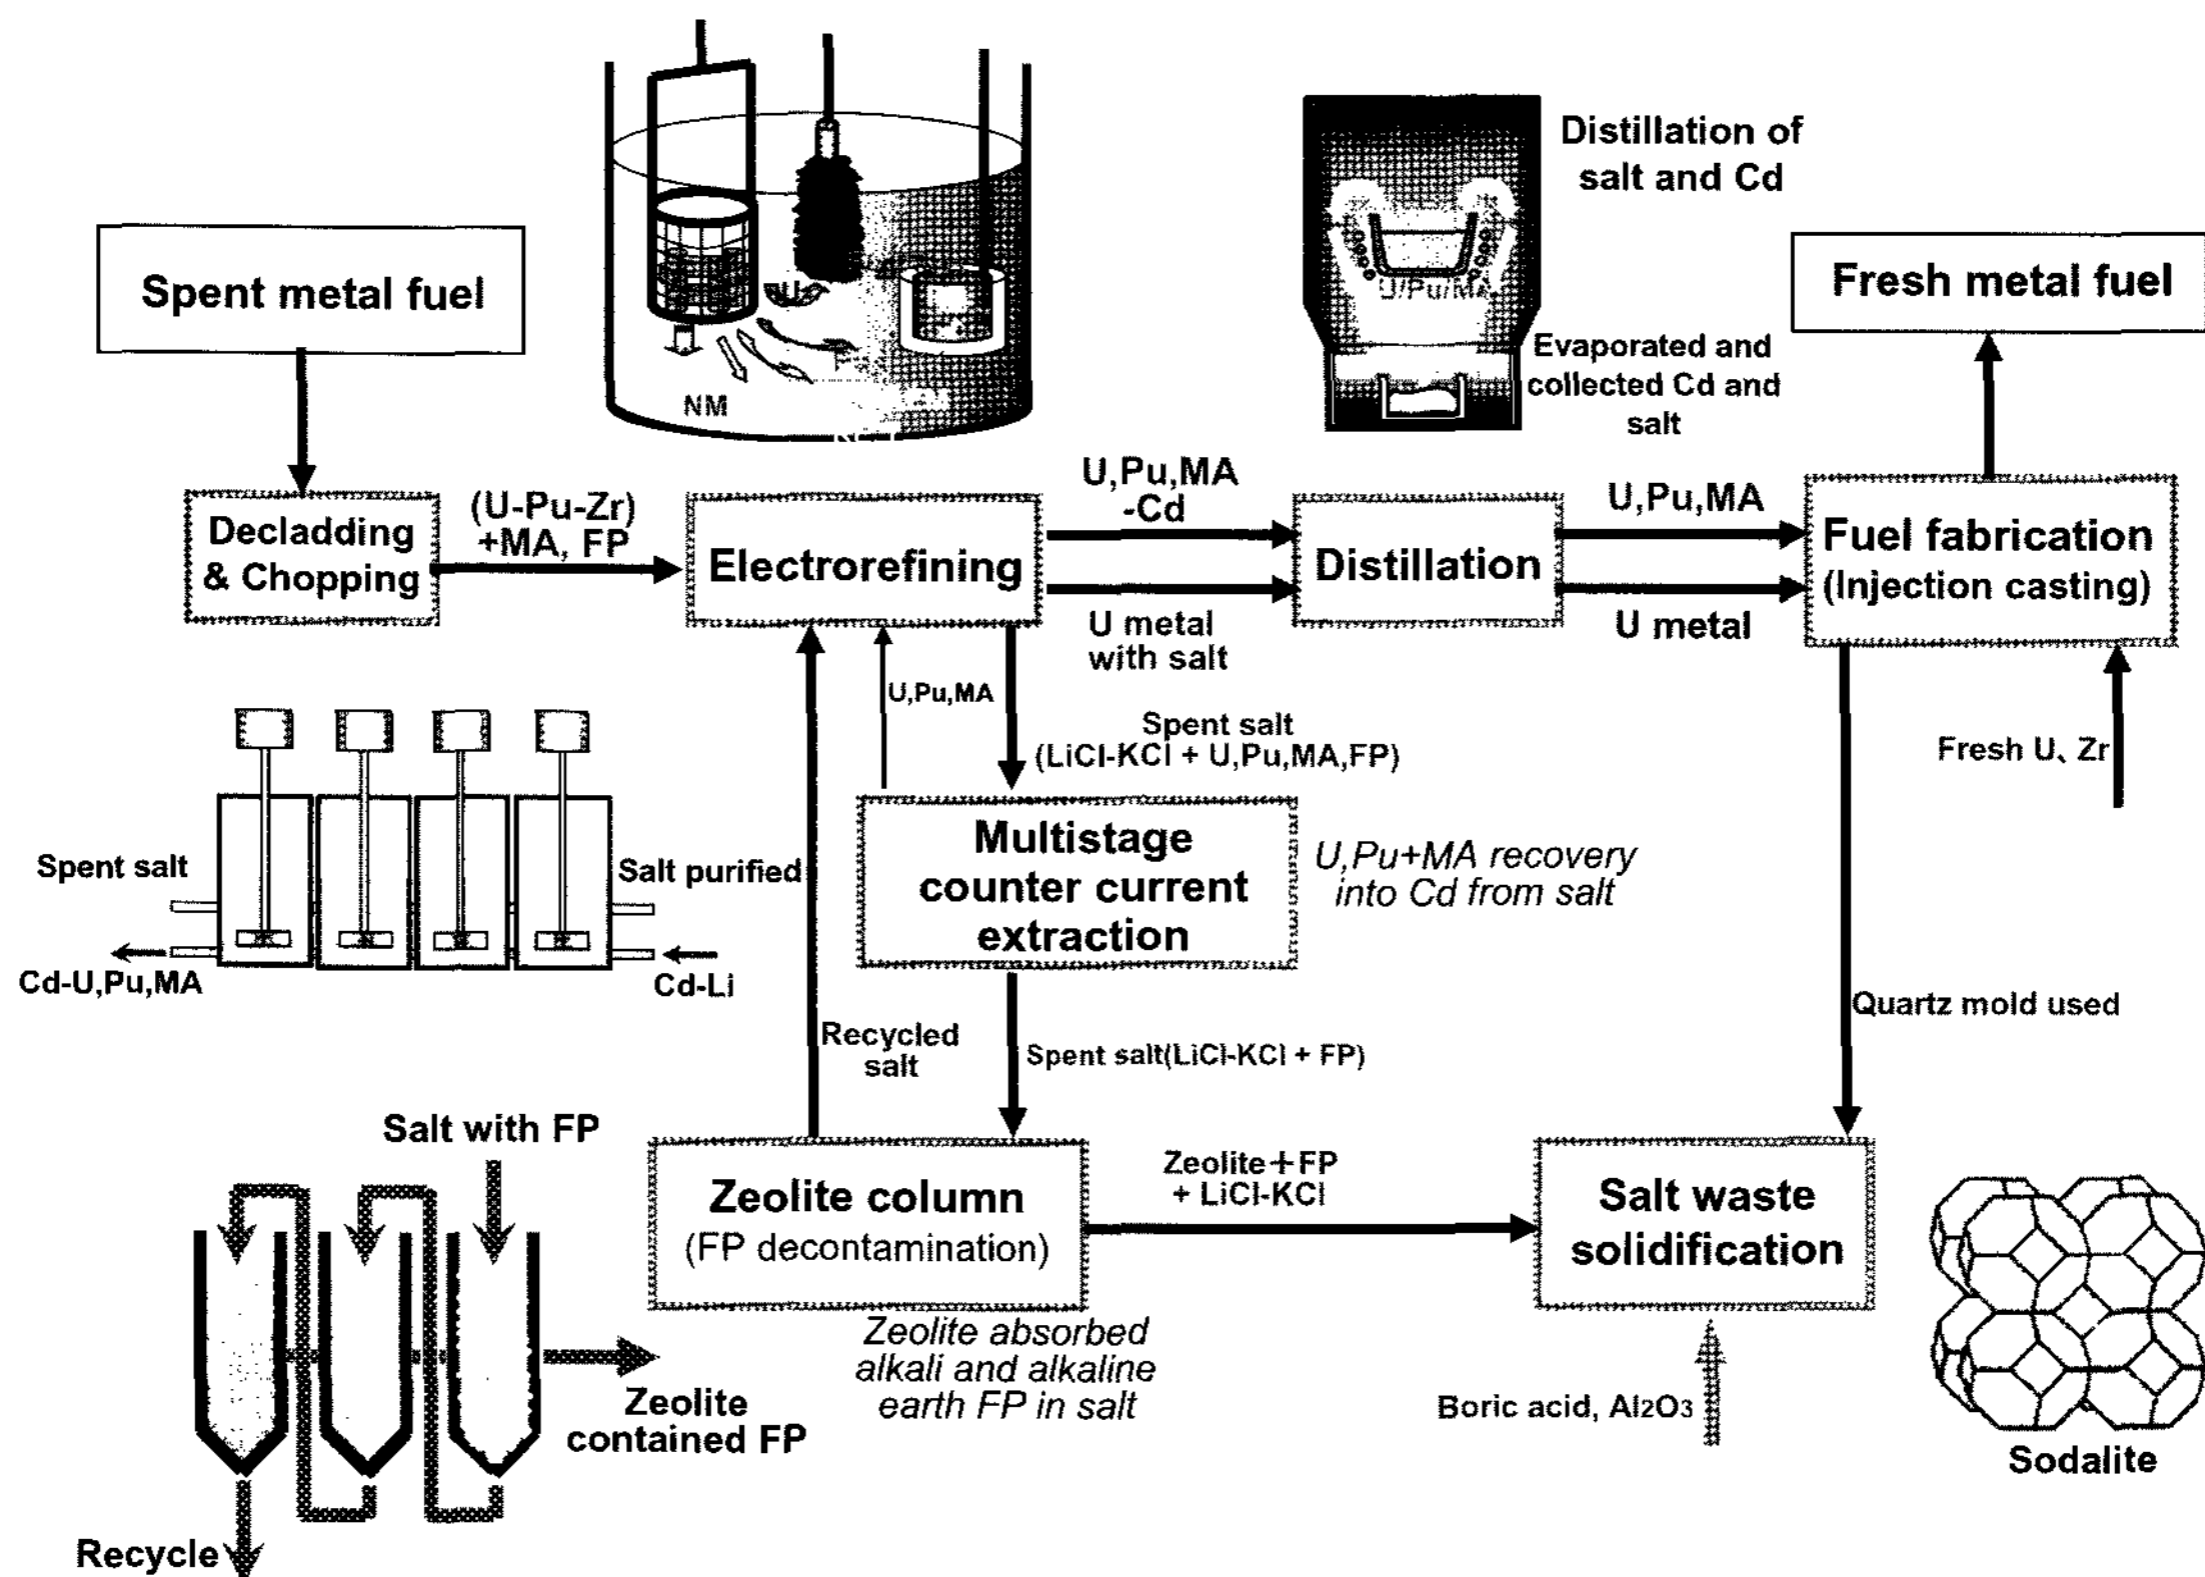 Distillation of
salt and Cd
Spent metal fuel
Fresh metal fuel
U/Pu/MA
Evaporated and
collected Cd and
salt
NM
Decladding
& Chopping
(U-Pu-Zr)
+MA, FP
Electrorefining
U,Pu,MA
-Cd
U metal
with salt
Distillation
U,Pu,MA
U metal
Fuel fabrication
(Injection casting)
U,Pu,MA
Spent salt
(LiCl-KCl + U,Pu,MA,FP)
Fresh U、Zr
Spent salt
Salt purified
Cd-U,Pu,MA
Cd-Li
Multistage
counter current
extraction
U,Pu+MA recovery
into Cd from salt
Quartz mold used
Recycled
salt
Spent salt(LiCl-KCl + FP)
Salt with FP
Zeolite column
(FP decontamination)
Zeolite+FP
+ LiCl-KCl
Salt waste
solidification
Zeolite absorbed
alkali and alkaline
earth FP in salt
Zeolite
contained FP
Boric acid, Al2O3
Sodalite
Recycle